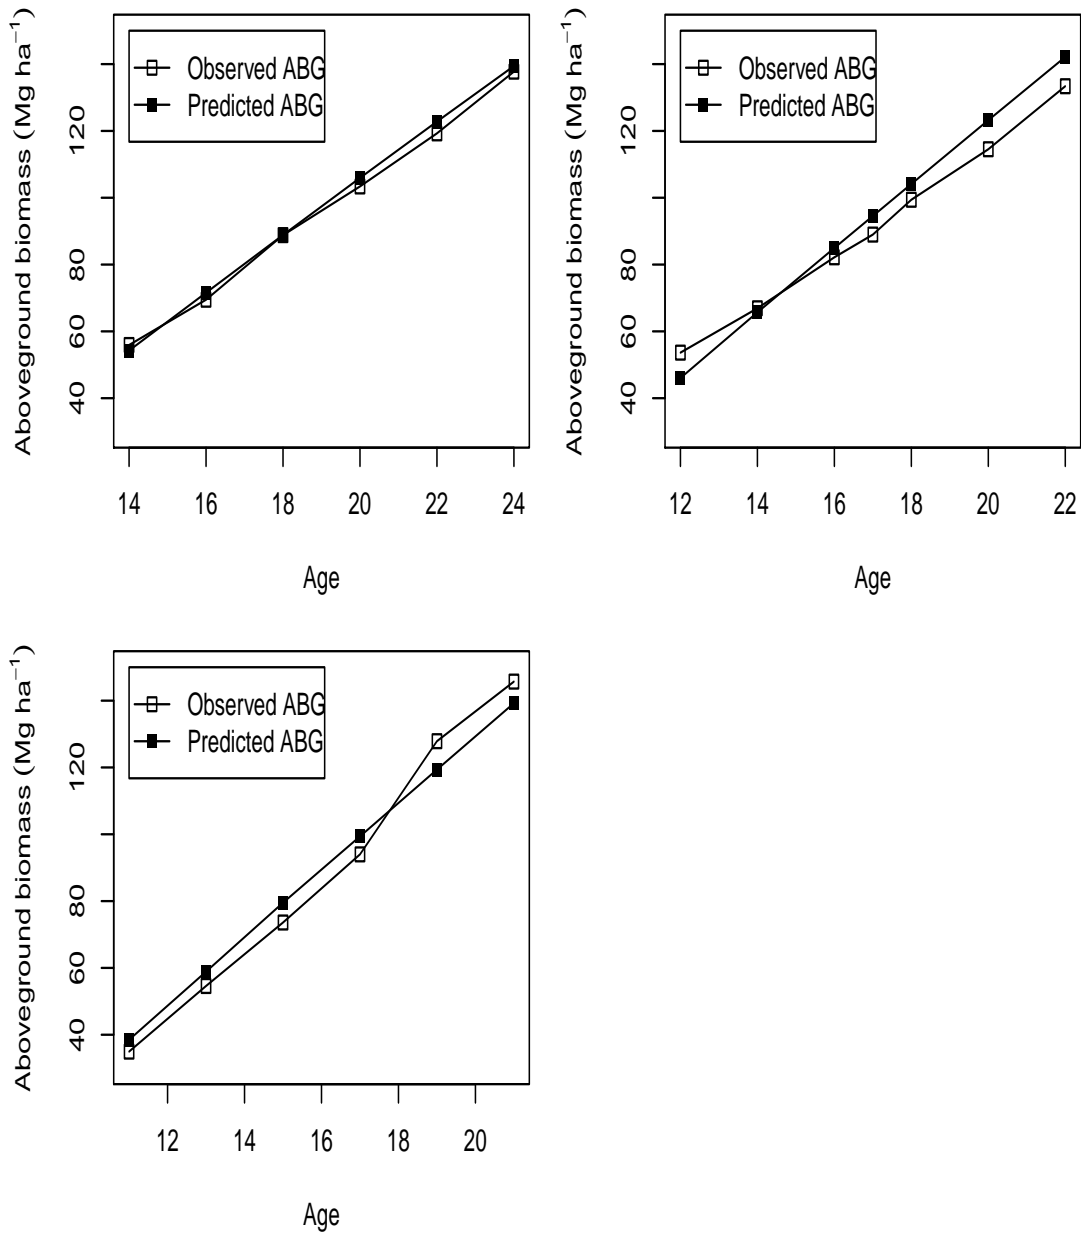 Aboveground biomass (Mg ha⁻¹)
40 60 80 120
Observed ABG
Predicted ABG
14 16 18 20 22 24
Age
Aboveground biomass (Mg ha⁻¹)
40 60 80 120
Observed ABG
Predicted ABG
12 14 16 18 20 22
Age
Aboveground biomass (Mg ha⁻¹)
40 60 80 120
Observed ABG
Predicted ABG
12 14 16 18 20
Age